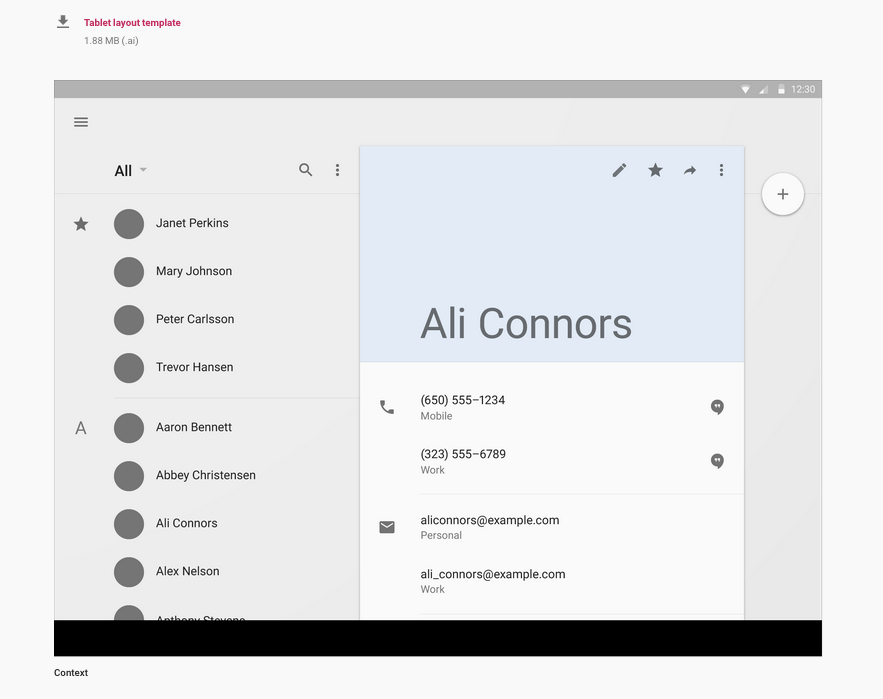 Tablet layout template
1.88 MB (.ai)
12:30
All
Janet Perkins
Mary Johnson
Peter Carlsson
Trevor Hansen
A
Aaron Bennett
Abbey Christensen
Ali Connors
Alex Nelson
Anthony Stevens
Ali Connors
(650) 555–1234
Mobile
(323) 555–6789
Work
aliconnors@example.com
Personal
ali_connors@example.com
Work
Context